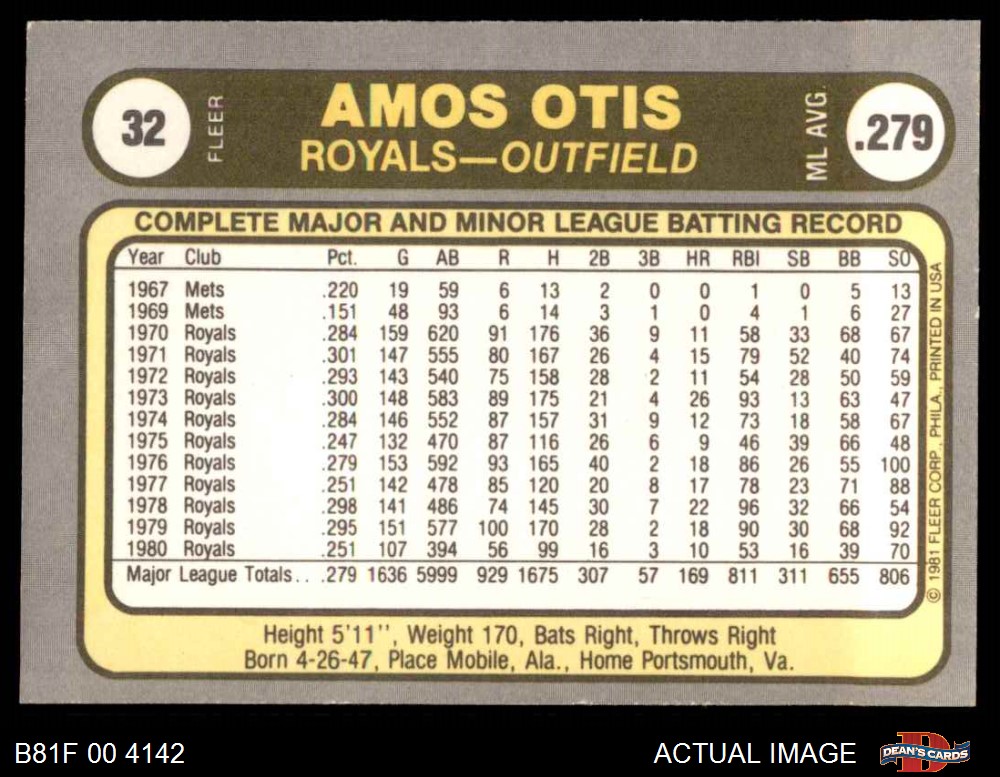 32 FLEER AMOS OTIS ML AVG. .279
ROYALS—OUTFIELD
COMPLETE MAJOR AND MINOR LEAGUE BATTING RECORD
Year Club Pct. G AB R H 2B 3B HR RBI SB BB SO
1967 Mets .220 19 59 6 13 2 0 0 1 0 5 13
1969 Mets .151 48 93 6 14 3 1 0 4 1 6 27
1970 Royals .284 159 620 91 176 36 9 11 58 33 68 67
1971 Royals .301 147 555 80 167 26 4 15 79 52 40 74
1972 Royals .293 143 540 75 158 28 2 11 54 28 50 59
1973 Royals .300 148 583 89 175 21 4 26 93 13 63 47
1974 Royals .284 146 552 87 157 31 9 12 73 18 58 67
1975 Royals .247 132 470 87 116 26 6 9 46 39 66 48
1976 Royals .279 153 592 93 165 40 2 18 86 26 55 100
1977 Royals .251 142 478 85 120 20 8 17 78 23 71 88
1978 Royals .298 141 486 74 145 30 7 22 96 32 66 54
1979 Royals .295 151 577 100 170 28 2 18 90 30 68 92
1980 Royals .251 107 394 56 99 16 3 10 53 16 39 70
Major League Totals . . . .279 1636 5999 929 1675 307 57 169 811 311 655 806
© 1981 FLEER CORP., PHILA., PRINTED IN USA
Height 5'11'', Weight 170, Bats Right, Throws Right
Born 4-26-47, Place Mobile, Ala., Home Portsmouth, Va.
B81F 00 4142 ACTUAL IMAGE D DEAN'S CARDS